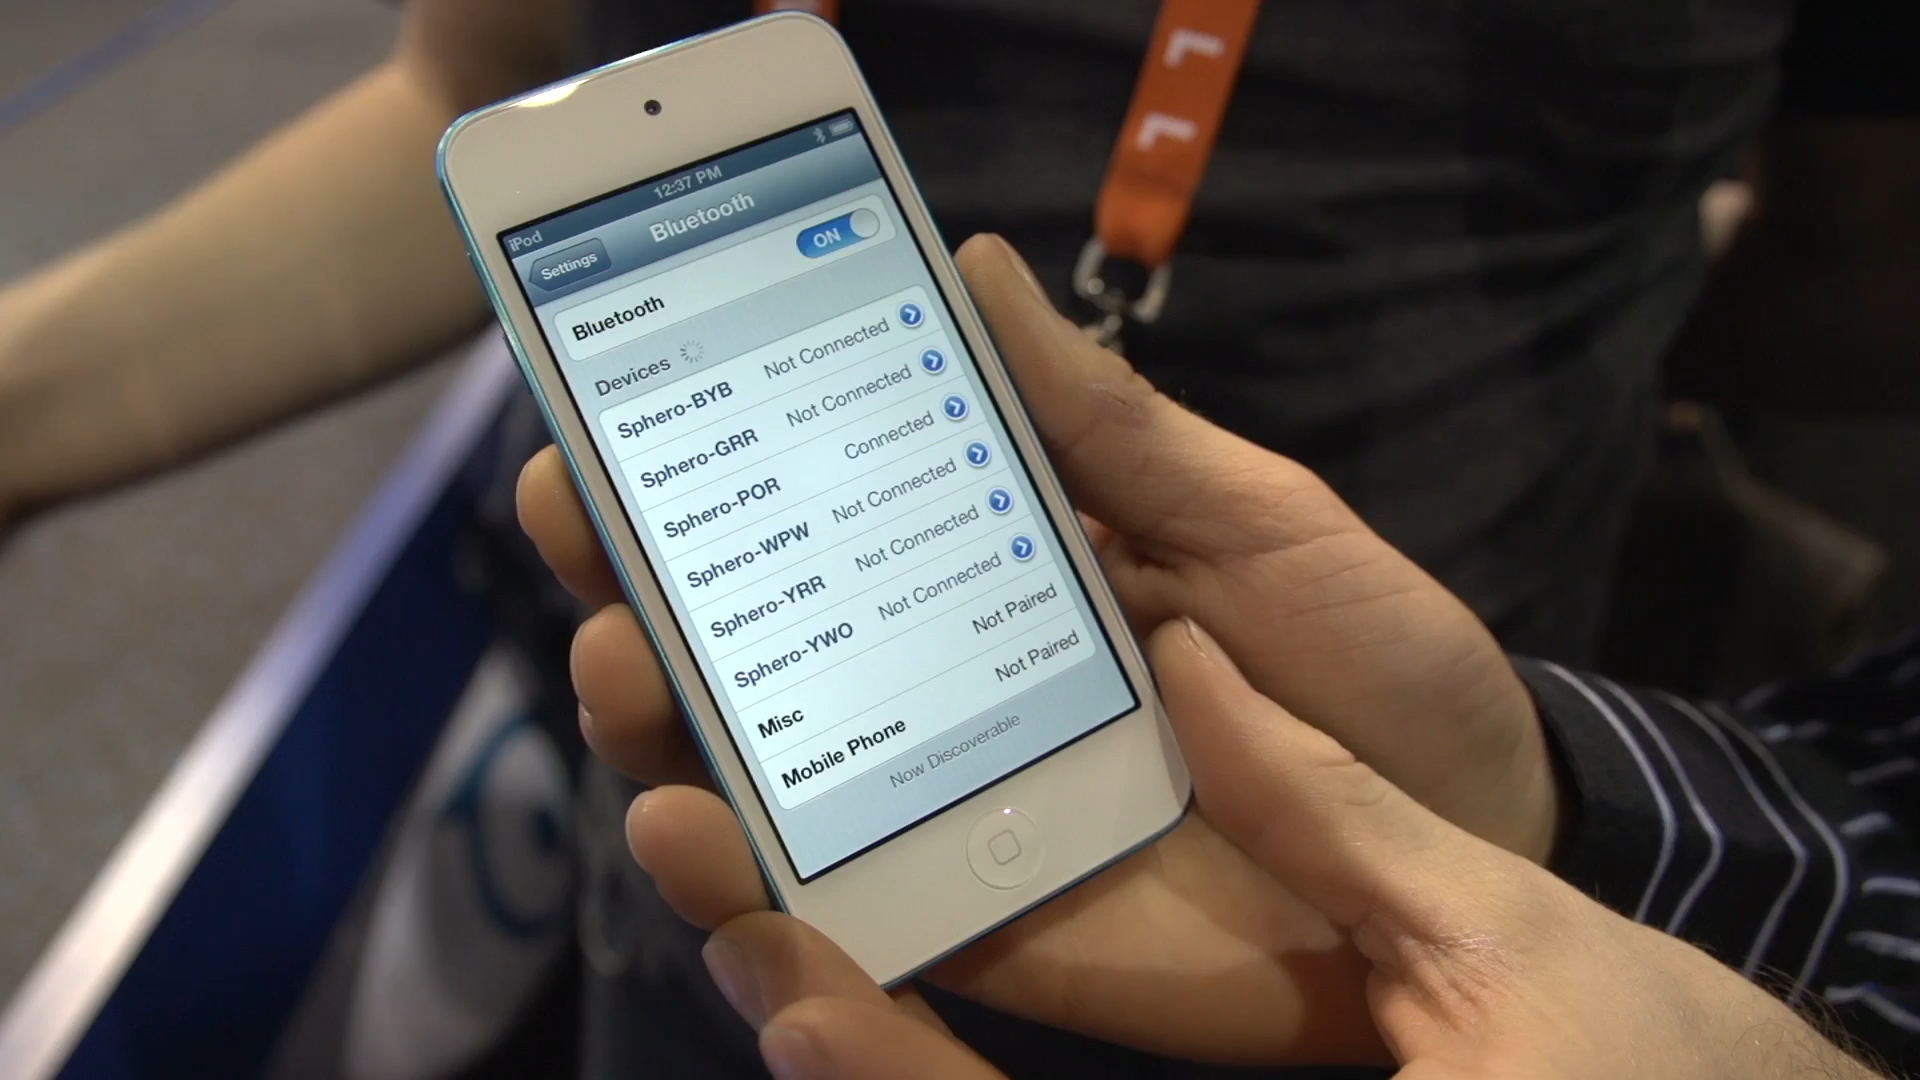 iPod 12:37 PM
Settings Bluetooth
Bluetooth ON
Devices
Sphero-BYB Not Connected
Sphero-GRR Not Connected
Sphero-POR Connected
Sphero-WPW Not Connected
Sphero-YRR Not Connected
Sphero-YWO Not Connected
Misc Not Paired
Mobile Phone Not Paired
Now Discoverable